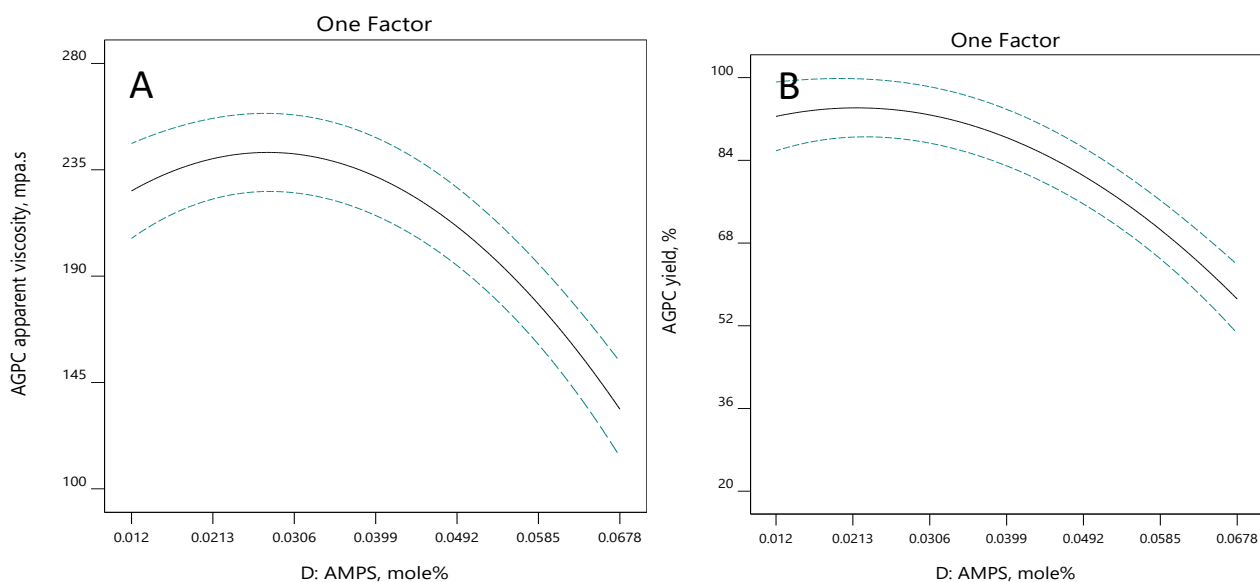 One Factor
A
280
235
190
145
100
AGPC apparent viscosity, mpa.s
0.012 0.0213 0.0306 0.0399 0.0492 0.0585 0.0678
D: AMPS, mole%
One Factor
B
100
84
68
52
36
20
AGPC yield, %
0.012 0.0213 0.0306 0.0399 0.0492 0.0585 0.0678
D: AMPS, mole%